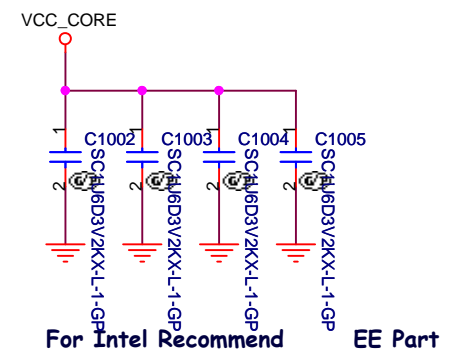 VCC_CORE
1
1
1
1
C1002
C1003
C1004
C1005
2
2
2
2
SC1U6D3V2KX-L-1-GP
SC1U6D3V2KX-L-1-GP
SC1U6D3V2KX-L-1-GP
SC1U6D3V2KX-L-1-GP
For Intel Recommend
EE Part